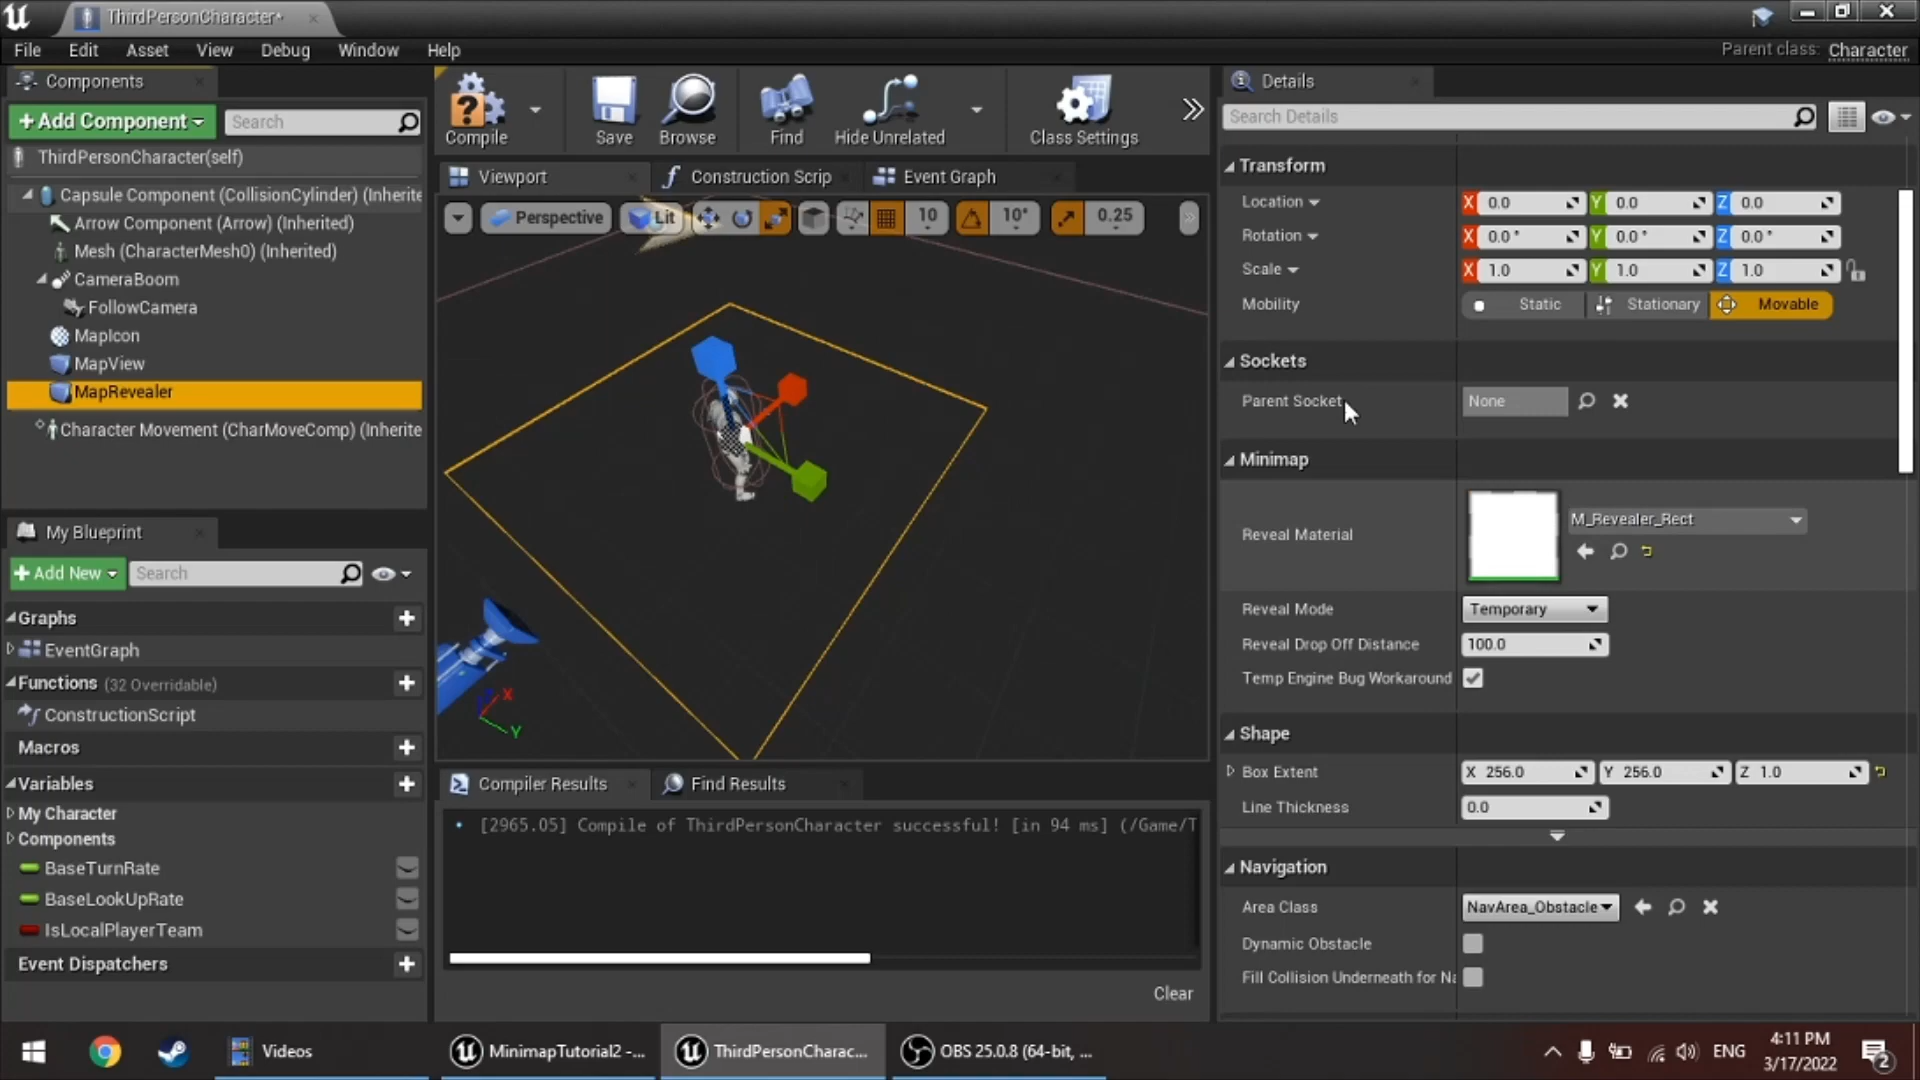 ThirdPersonCharacter*
File Edit Asset View Debug Window Help
Parent class: Character
Components
Add Component
Search
ThirdPersonCharacter(self)
Capsule Component (CollisionCylinder) (Inherite
Arrow Component (Arrow) (Inherited)
Mesh (CharacterMesh0) (Inherited)
CameraBoom
FollowCamera
MapIcon
MapView
MapRevealer
Character Movement (CharMoveComp) (Inherite
My Blueprint
Add New
Search
Graphs
EventGraph
Functions (32 Overridable)
ConstructionScript
Macros
Variables
My Character
Components
BaseTurnRate
BaseLookUpRate
IsLocalPlayerTeam
Event Dispatchers
Compile
Save
Browse
Find
Hide Unrelated
Class Settings
Viewport
Construction Scrip
Event Graph
Perspective
Lit
10
10°
0.25
X
Y
Compiler Results
Find Results
[2965.05] Compile of ThirdPersonCharacter successful! [in 94 ms] (/Game/T
Clear
Details
Search Details
Transform
Location X 0.0 Y 0.0 Z 0.0
Rotation X 0.0 ° Y 0.0 ° Z 0.0 °
Scale X 1.0 Y 1.0 Z 1.0
Mobility Static Stationary Movable
Sockets
Parent Socket None
Minimap
Reveal Material M_Revealer_Rect
Reveal Mode Temporary
Reveal Drop Off Distance 100.0
Temp Engine Bug Workaround
Shape
Box Extent X 256.0 Y 256.0 Z 1.0
Line Thickness 0.0
Navigation
Area Class NavArea_Obstacle
Dynamic Obstacle
Fill Collision Underneath for Na
Videos
MinimapTutorial2 -...
ThirdPersonCharac...
OBS 25.0.8 (64-bit, ...
ENG
4:11 PM
3/17/2022
2